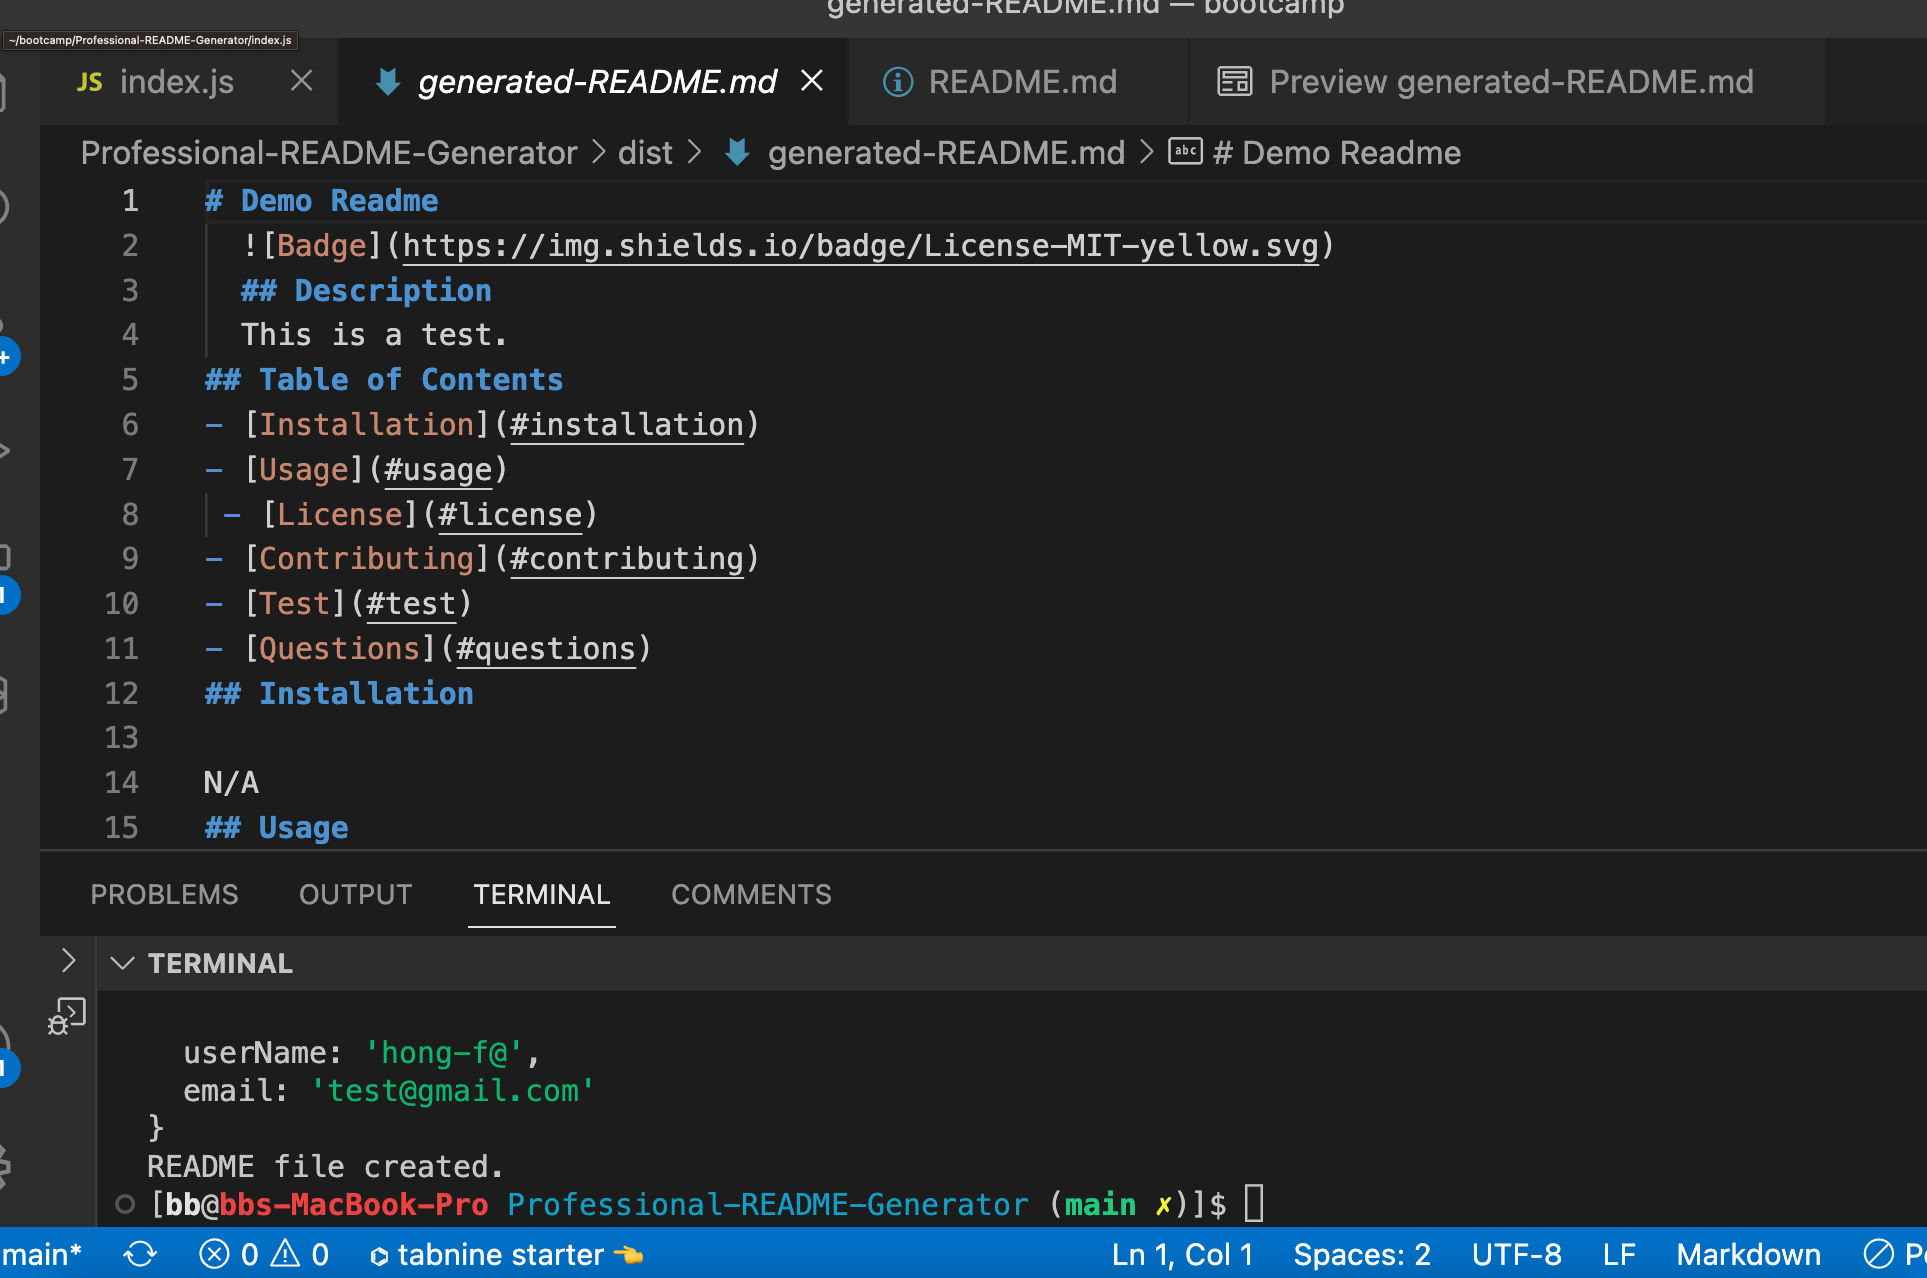 generated-README.md — bootcamp
~/bootcamp/Professional-README-Generator/index.js
JS index.js
generated-README.md
README.md
Preview generated-README.md
Professional-README-Generator > dist > generated-README.md > abc # Demo Readme
1 # Demo Readme
2 ![Badge](https://img.shields.io/badge/License-MIT-yellow.svg)
3 ## Description
4 This is a test.
5 ## Table of Contents
6 - [Installation](#installation)
7 - [Usage](#usage)
8 - [License](#license)
9 - [Contributing](#contributing)
10 - [Test](#test)
11 - [Questions](#questions)
12 ## Installation
13
14 N/A
15 ## Usage
PROBLEMS OUTPUT TERMINAL COMMENTS
TERMINAL
userName: 'hong-f@',
email: 'test@gmail.com'
}
README file created.
[bb@bbs-MacBook-Pro Professional-README-Generator (main ✗)]$
main* 0 0 tabnine starter Ln 1, Col 1 Spaces: 2 UTF-8 LF Markdown